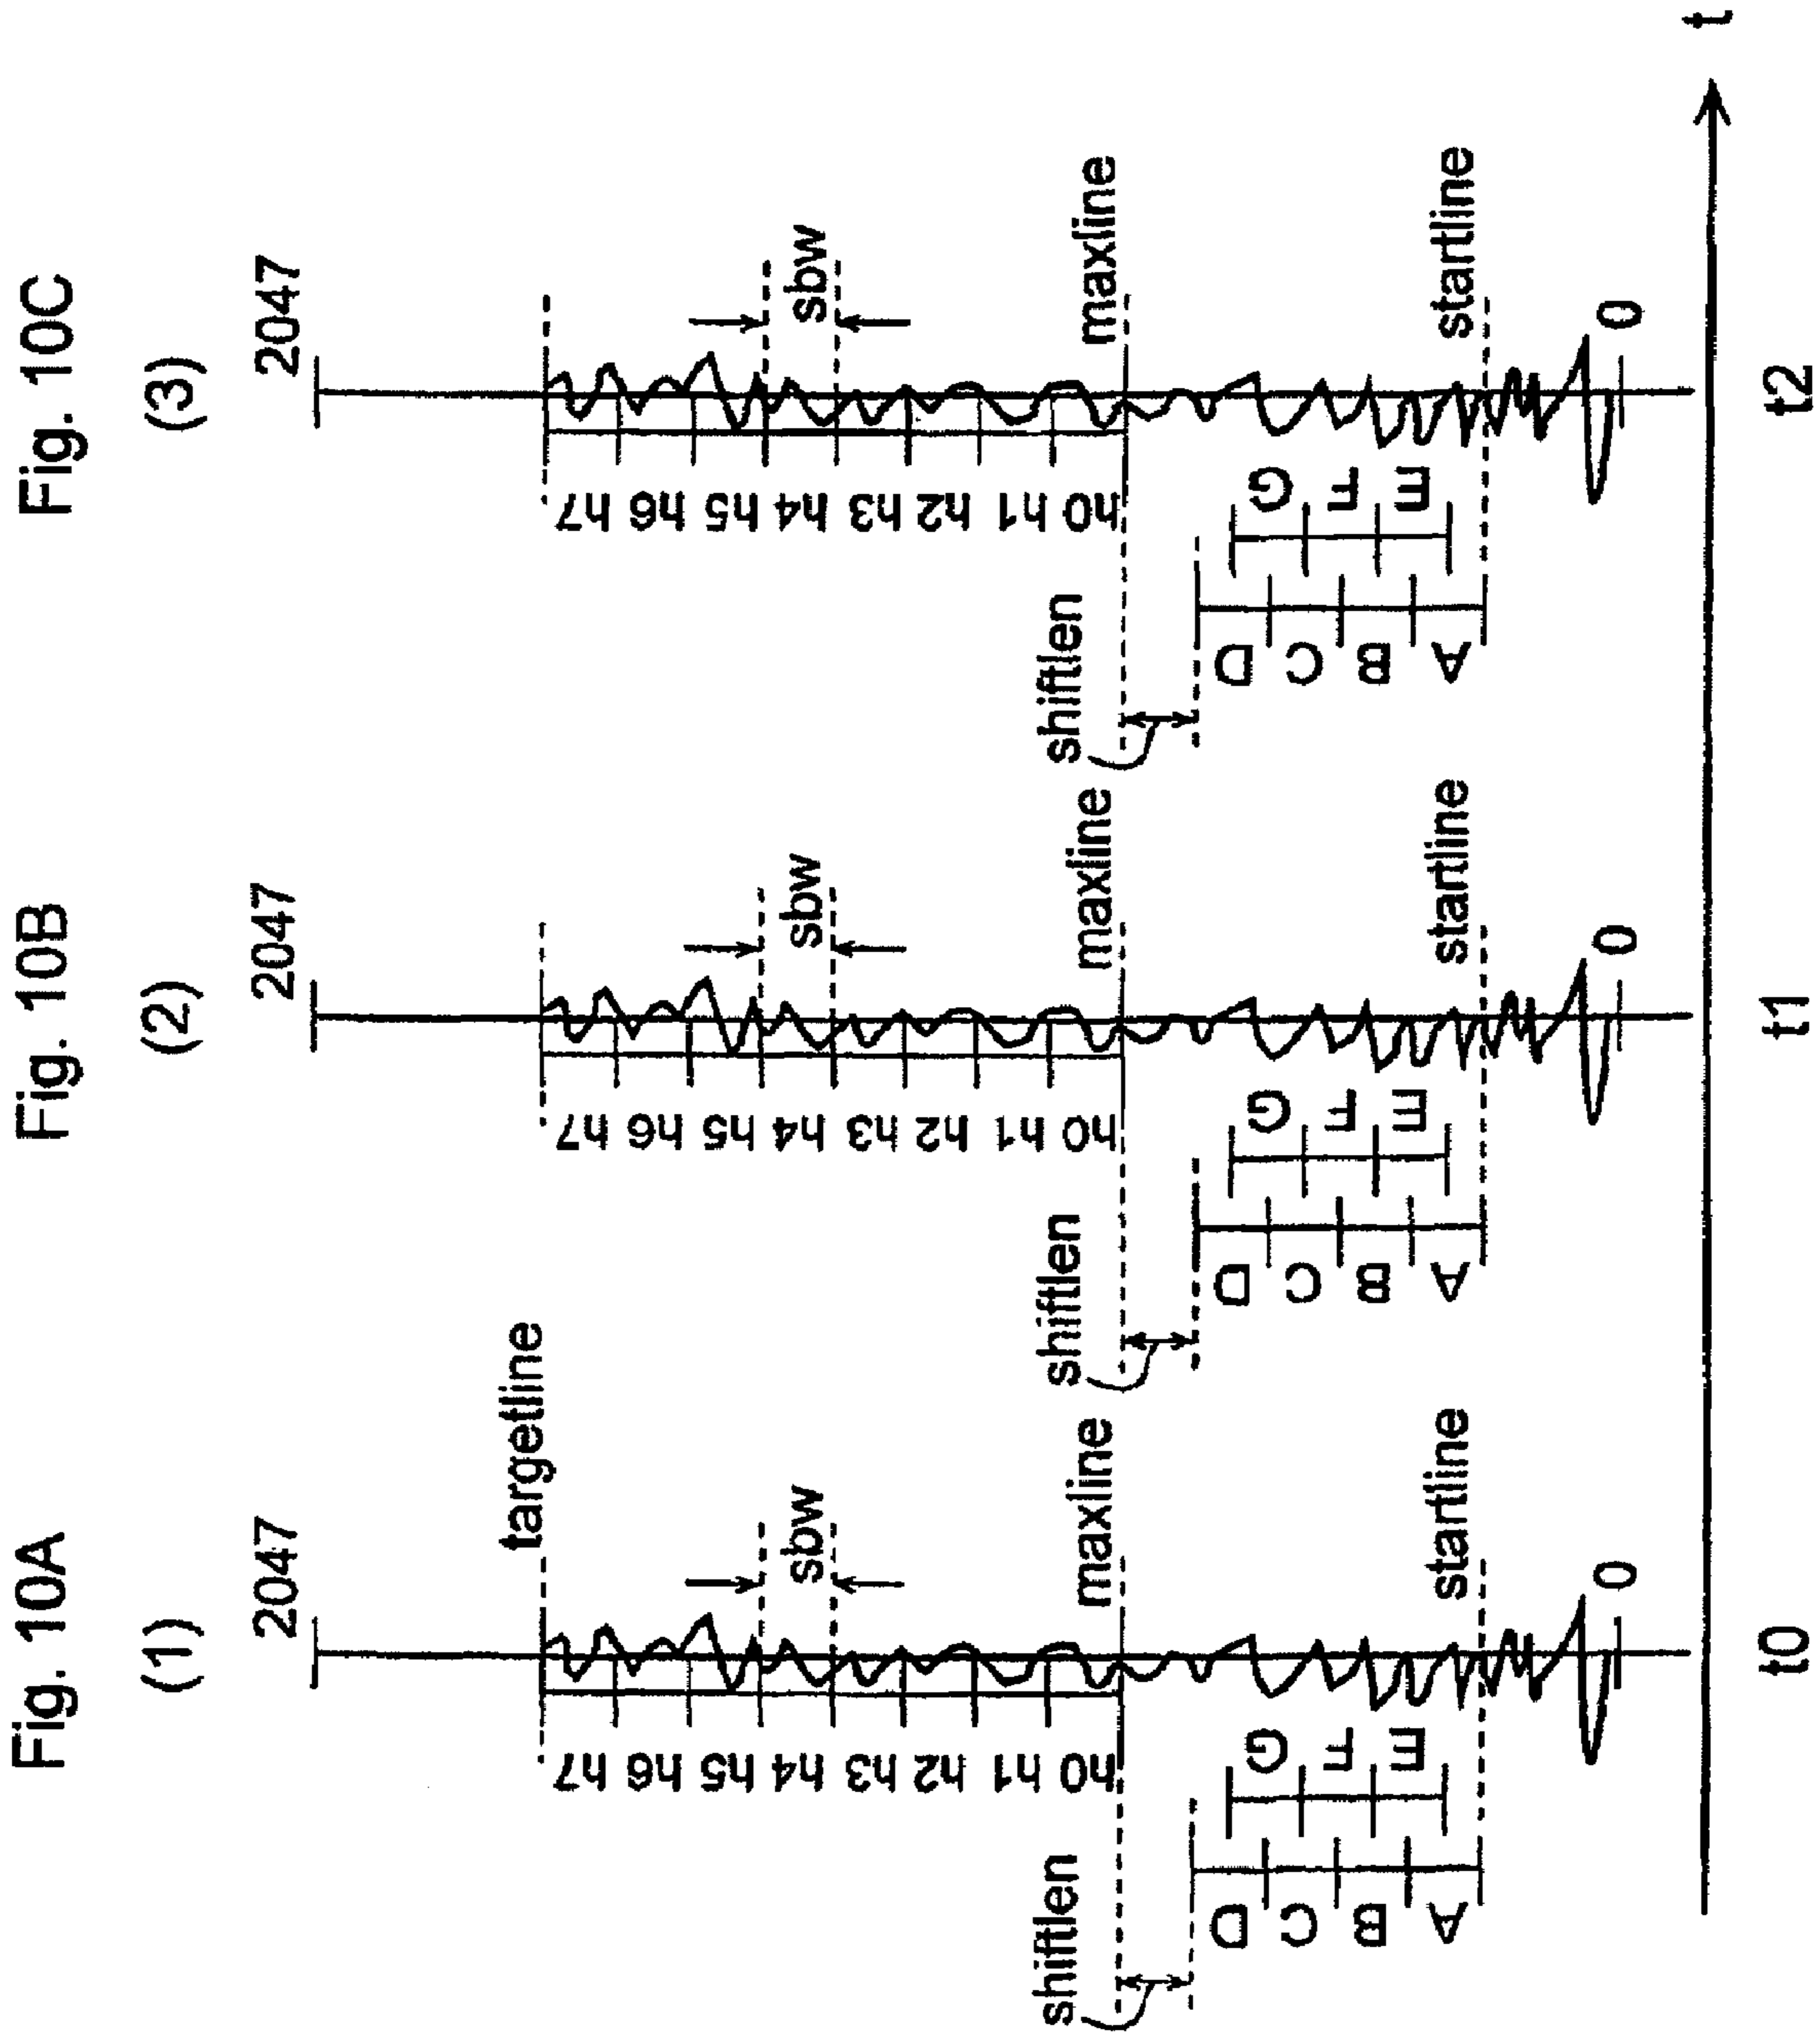 Fig. 10A
(1)
2047
targetline
sbw
h7 h6 h5 h4 h3 h2 h1 h0
maxline
shiftlen
G F E
D C B A
startline
0
t0
Fig. 10B
(2)
2047
sbw
h7 h6 h5 h4 h3 h2 h1 h0
maxline
shiftlen
G F E
D C B A
startline
0
t1
Fig. 10C
(3)
2047
sbw
h7 h6 h5 h4 h3 h2 h1 h0
maxline
shiftlen
G F E
D C B A
startline
0
t2
t